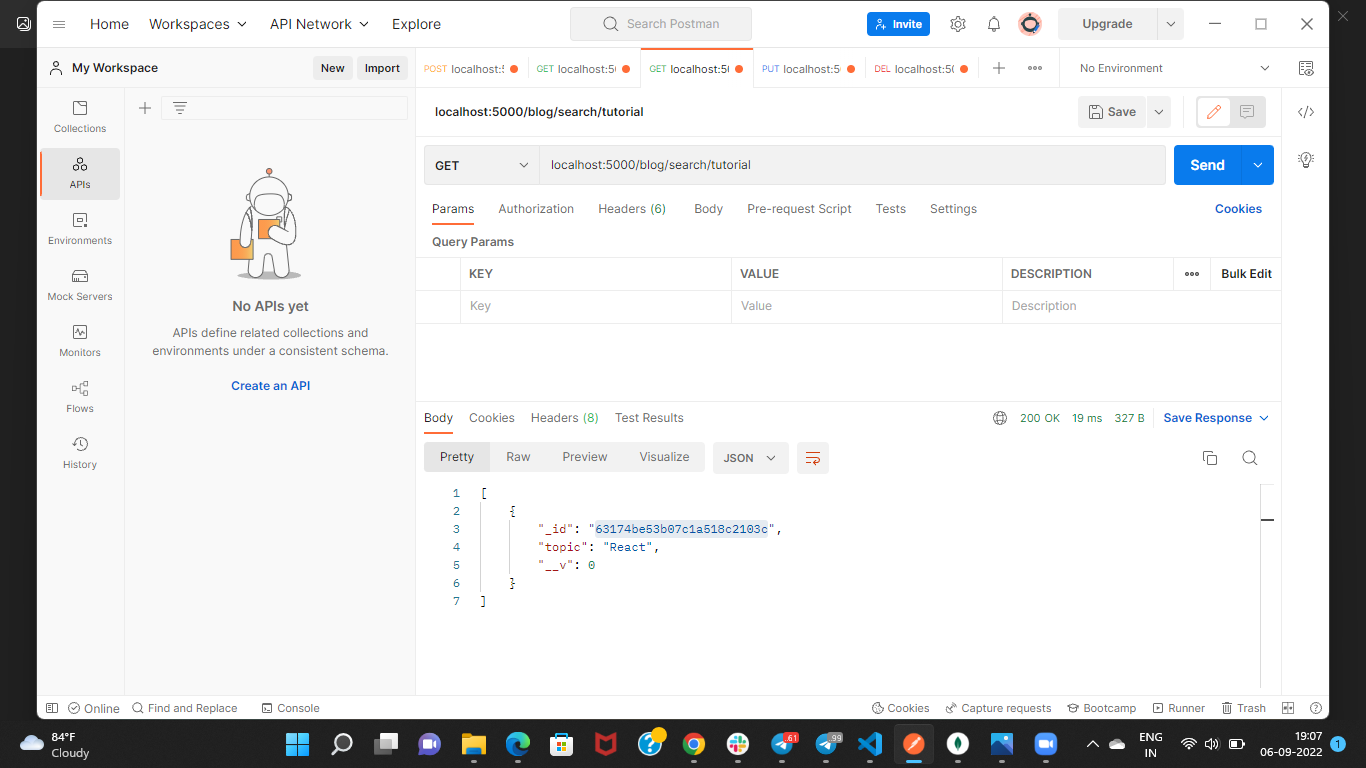 Home Workspaces API Network Explore Search Postman Invite Upgrade
My Workspace New Import POST localhost:5 GET localhost:50 GET localhost:50 PUT localhost:5 DEL localhost:5 No Environment
Collections
APIs
Environments
Mock Servers
Monitors
Flows
History
No APIs yet
APIs define related collections and
environments under a consistent schema.
Create an API
localhost:5000/blog/search/tutorial Save
GET localhost:5000/blog/search/tutorial Send
Params Authorization Headers (6) Body Pre-request Script Tests Settings Cookies
Query Params
KEY VALUE DESCRIPTION Bulk Edit
Key Value Description
Body Cookies Headers (8) Test Results 200 OK 19 ms 327 B Save Response
Pretty Raw Preview Visualize JSON
1 [
2 {
3 "_id": "63174be53b07c1a518c2103c",
4 "topic": "React",
5 "__v": 0
6 }
7 ]
Online Find and Replace Console Cookies Capture requests Bootcamp Runner Trash
84°F
Cloudy
.61
.99
ENG
IN
19:07
06-09-2022
1